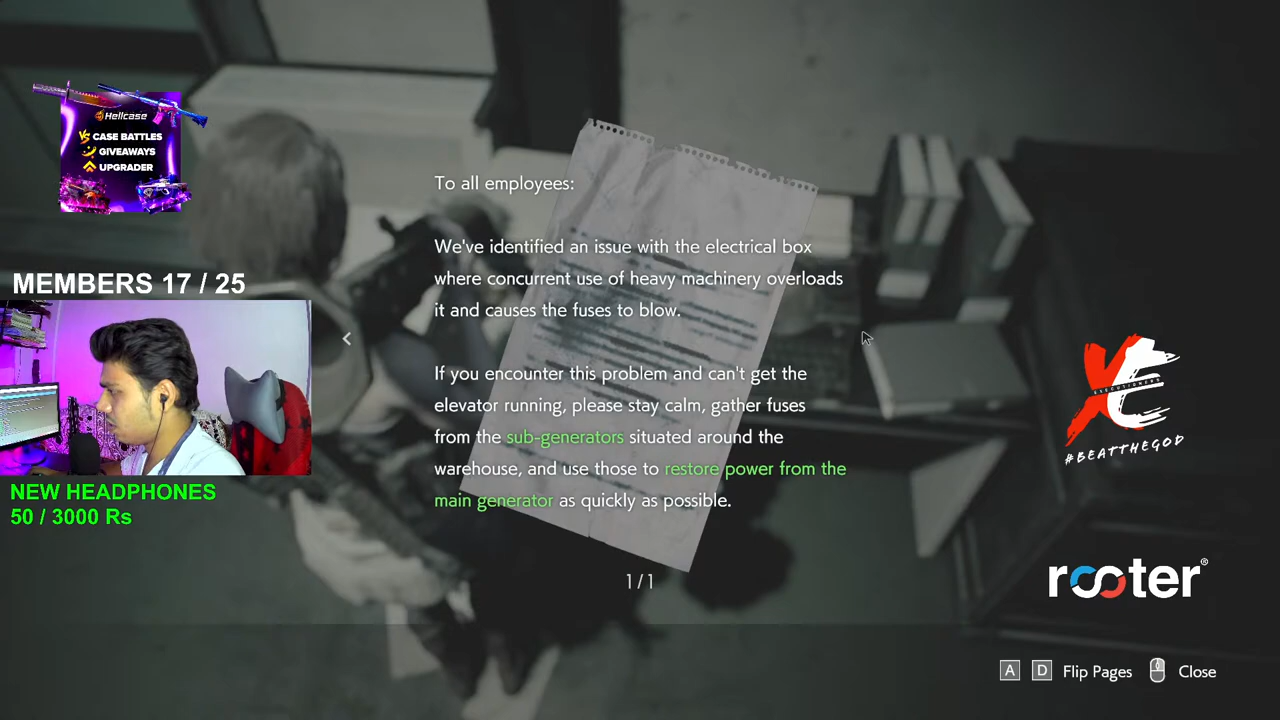 Hellcase
VS CASE BATTLES
GIVEAWAYS
UPGRADER
MEMBERS 17 / 25
NEW HEADPHONES
50 / 3000 Rs
To all employees:
We've identified an issue with the electrical box
where concurrent use of heavy machinery overloads
it and causes the fuses to blow.
If you encounter this problem and can't get the
elevator running, please stay calm, gather fuses
from the sub-generators situated around the
warehouse, and use those to restore power from the
main generator as quickly as possible.
1/1
XE
EXECUTIONERS
#BEATTHEGOD
rooter®
A D Flip Pages Close